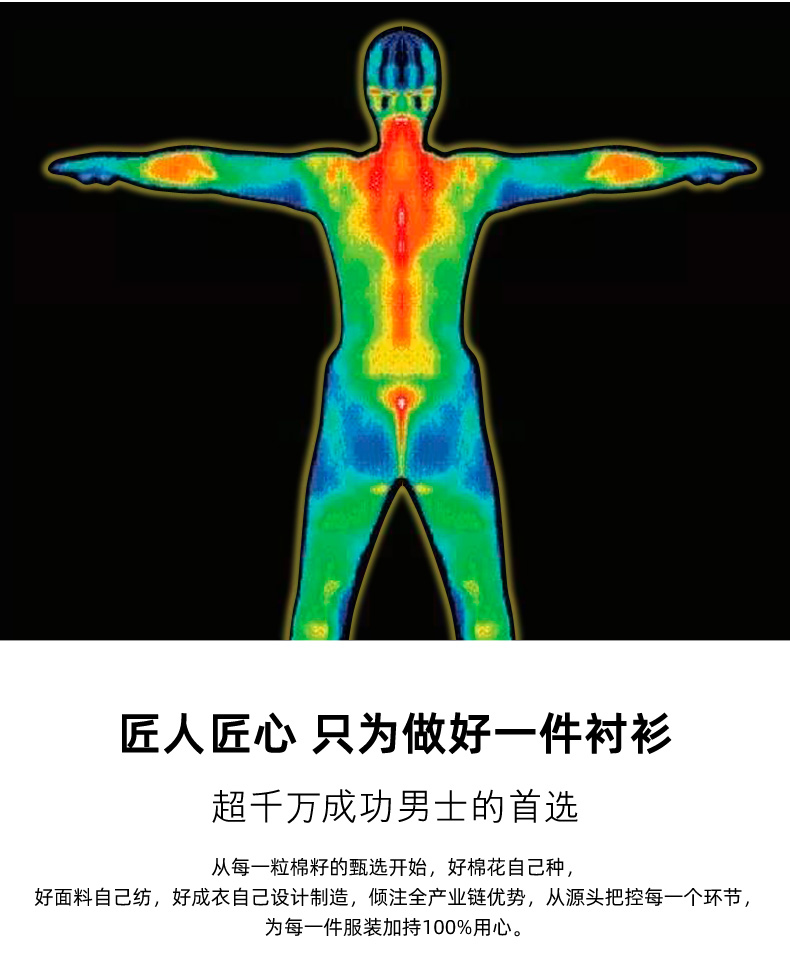 匠人匠心 只为做好一件衬衫
超千万成功男士的首选
从每一粒棉籽的甄选开始，好棉花自己种，
好面料自己纺，好成衣自己设计制造，倾注全产业链优势，从源头把控每一个环节，
为每一件服装加持100%用心。